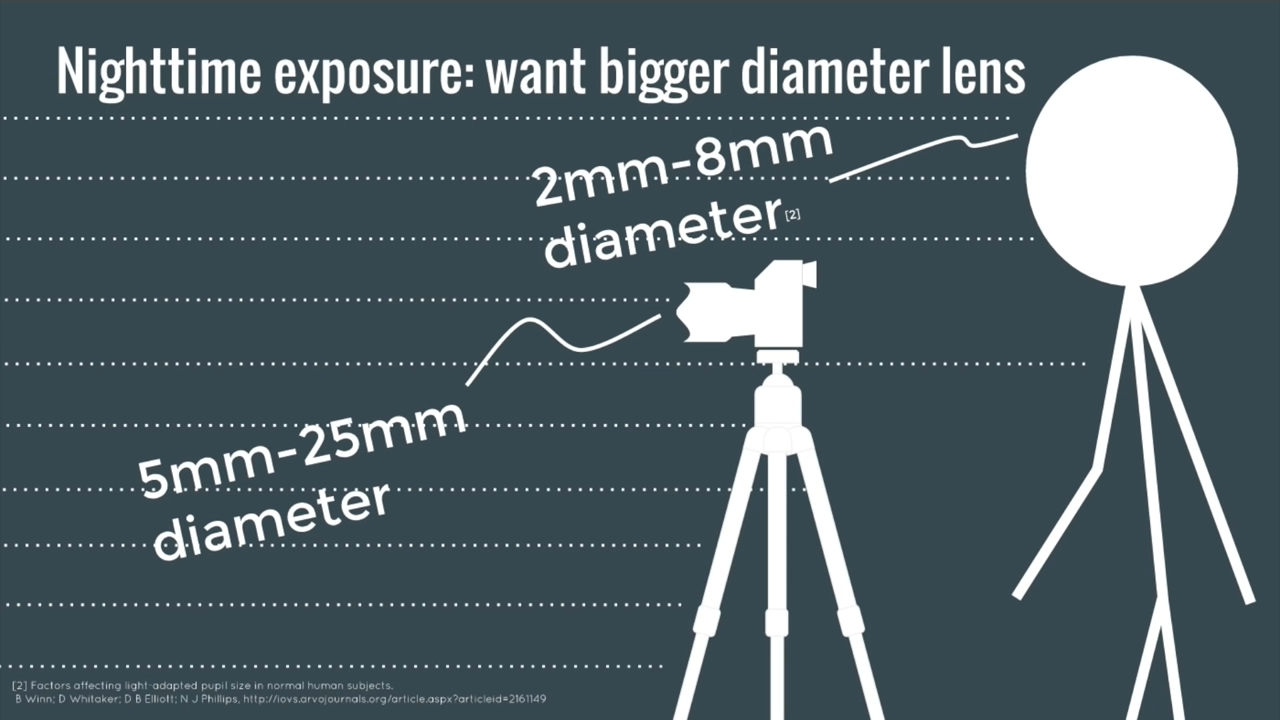 Nighttime exposure: want bigger diameter lens
2mm-8mm
diameter[2]
5mm-25mm
diameter
[2] Factors affecting light-adapted pupil size in normal human subjects.
B Winn; D Whitaker; D B Elliott; N J Phillips, http://iovs.arvojournals.org/article.aspx?articleid=2161149